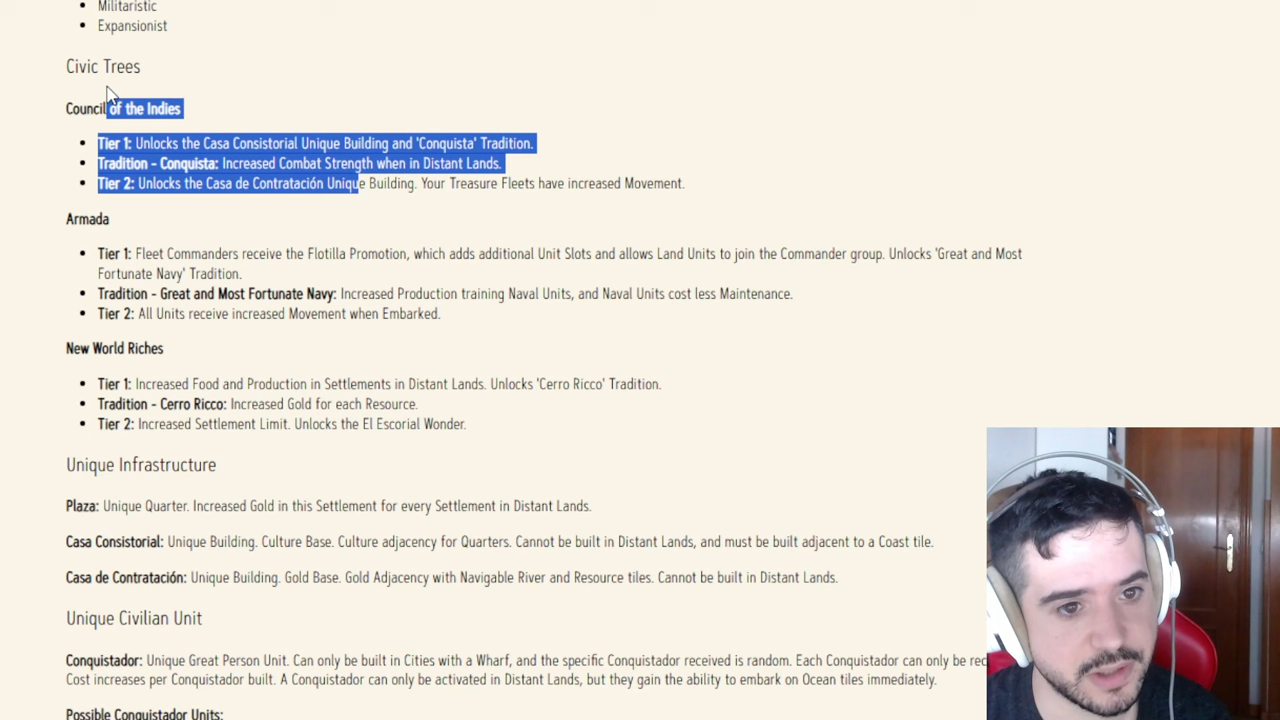 Militaristic
Expansionist
Civic Trees
Council of the Indies
Tier 1: Unlocks the Casa Consistorial Unique Building and 'Conquista' Tradition.
Tradition - Conquista: Increased Combat Strength when in Distant Lands.
Tier 2: Unlocks the Casa de Contratación Unique Building. Your Treasure Fleets have increased Movement.
Armada
Tier 1: Fleet Commanders receive the Flotilla Promotion, which adds additional Unit Slots and allows Land Units to join the Commander group. Unlocks 'Great and Most
Fortunate Navy' Tradition.
Tradition - Great and Most Fortunate Navy: Increased Production training Naval Units, and Naval Units cost less Maintenance.
Tier 2: All Units receive increased Movement when Embarked.
New World Riches
Tier 1: Increased Food and Production in Settlements in Distant Lands. Unlocks 'Cerro Ricco' Tradition.
Tradition - Cerro Ricco: Increased Gold for each Resource.
Tier 2: Increased Settlement Limit. Unlocks the El Escorial Wonder.
Unique Infrastructure
Plaza: Unique Quarter. Increased Gold in this Settlement for every Settlement in Distant Lands.
Casa Consistorial: Unique Building. Culture Base. Culture adjacency for Quarters. Cannot be built in Distant Lands, and must be built adjacent to a Coast tile.
Casa de Contratación: Unique Building. Gold Base. Gold Adjacency with Navigable River and Resource tiles. Cannot be built in Distant Lands.
Unique Civilian Unit
Conquistador: Unique Great Person Unit. Can only be built in Cities with a Wharf, and the specific Conquistador received is random. Each Conquistador can only be rec
Cost increases per Conquistador built. A Conquistador can only be activated in Distant Lands, but they gain the ability to embark on Ocean tiles immediately.
Possible Conquistador Units: